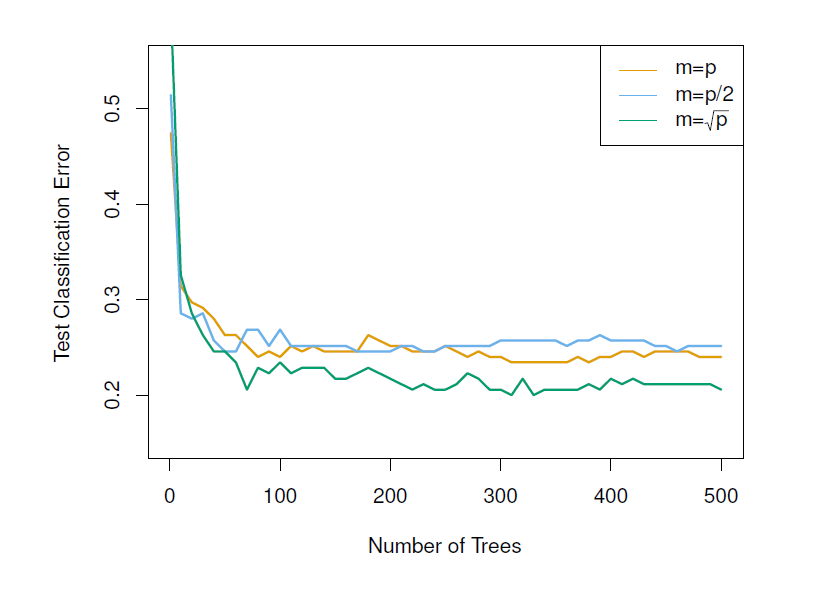 m=p
m=p/2
m=√p
Test Classification Error
0.5
0.4
0.3
0.2
0 100 200 300 400 500
Number of Trees